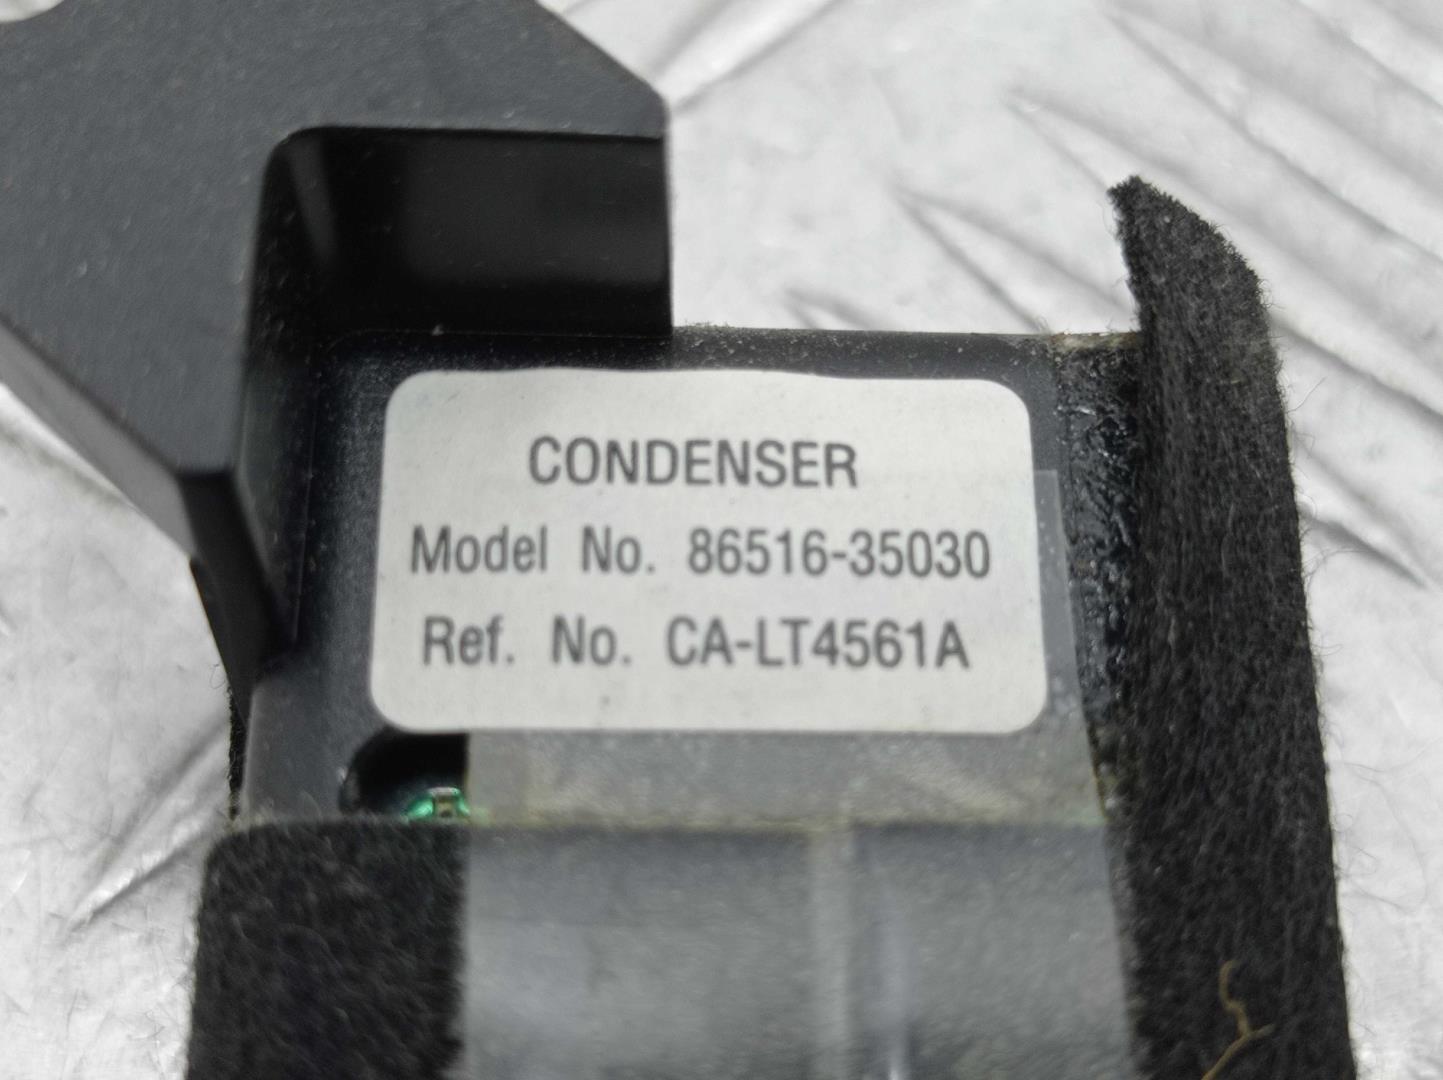 CONDENSER
Model No. 86516-35030
Ref. No. CA-LT4561A